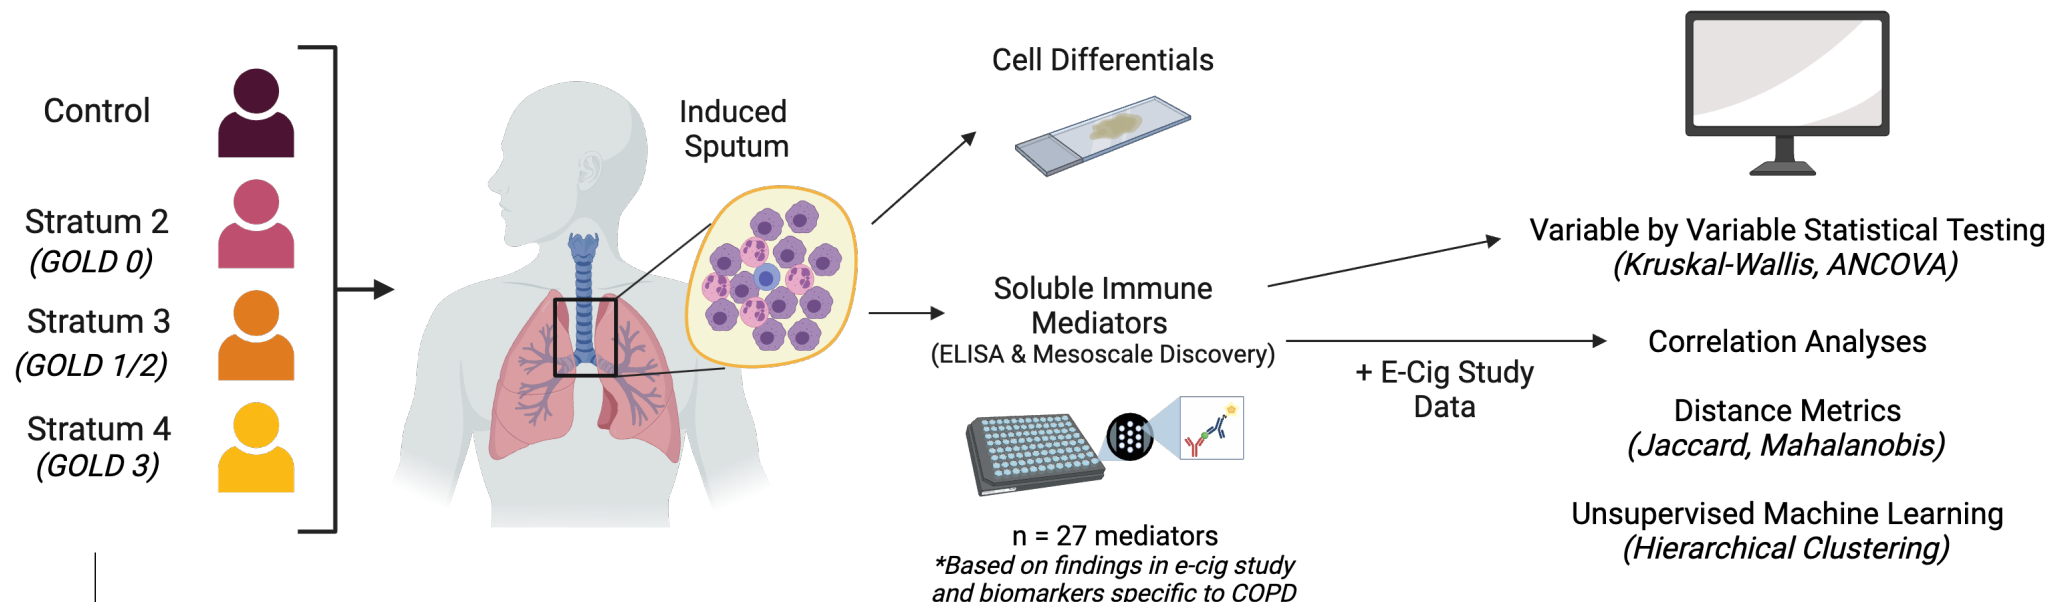 Control
Stratum 2
(GOLD 0)
Stratum 3
(GOLD 1/2)
Stratum 4
(GOLD 3)
Induced
Sputum
Cell Differentials
Soluble Immune
Mediators
(ELISA & Mesoscale Discovery)
n = 27 mediators
*Based on findings in e-cig study
and biomarkers specific to COPD
+ E-Cig Study
Data
Variable by Variable Statistical Testing
(Kruskal-Wallis, ANCOVA)
Correlation Analyses
Distance Metrics
(Jaccard, Mahalanobis)
Unsupervised Machine Learning
(Hierarchical Clustering)